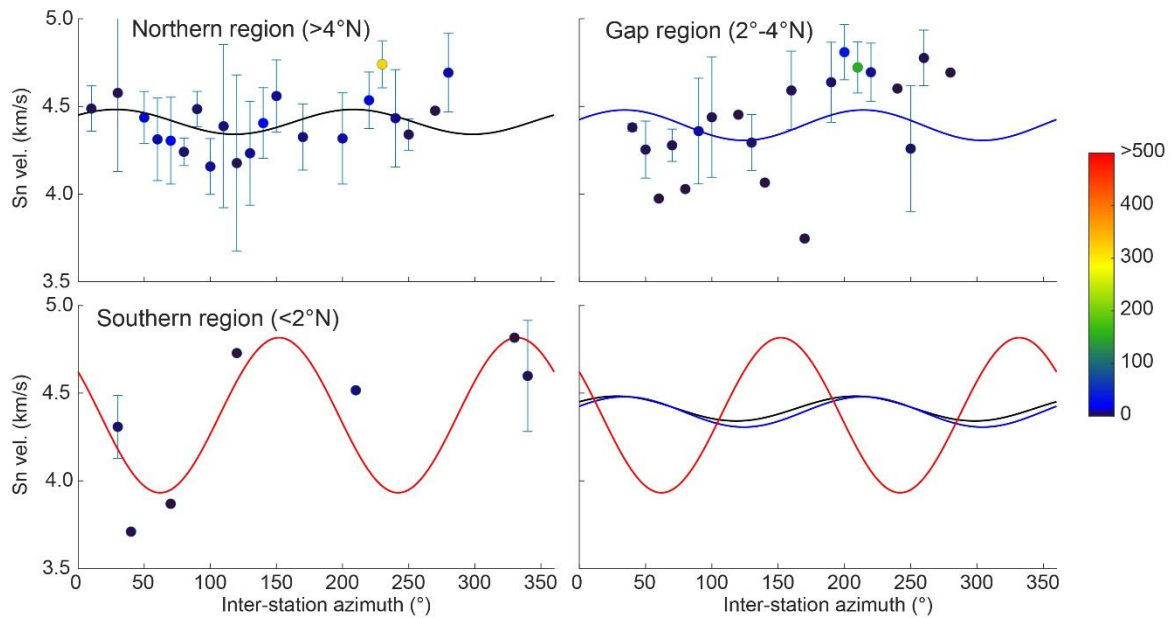 Northern region (>4°N)
Gap region (2°-4°N)
5.0
4.5
4.0
3.5
Sn vel. (km/s)
>500
400
300
200
100
0
Southern region (<2°N)
5.0
4.5
4.0
3.5
Sn vel. (km/s)
0 50 100 150 200 250 300 350
0 50 100 150 200 250 300 350
Inter-station azimuth (°)
Inter-station azimuth (°)